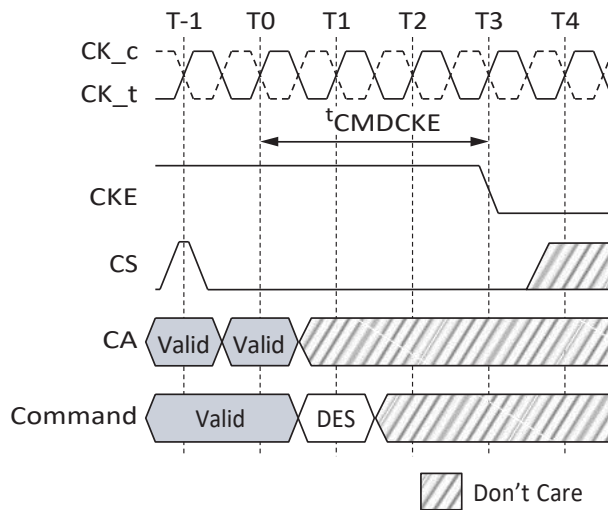 T-1 T0 T1 T2 T3 T4
CK_c
CK_t
tCMDCKE
CKE
CS
CA Valid Valid
Command Valid DES
Don't Care